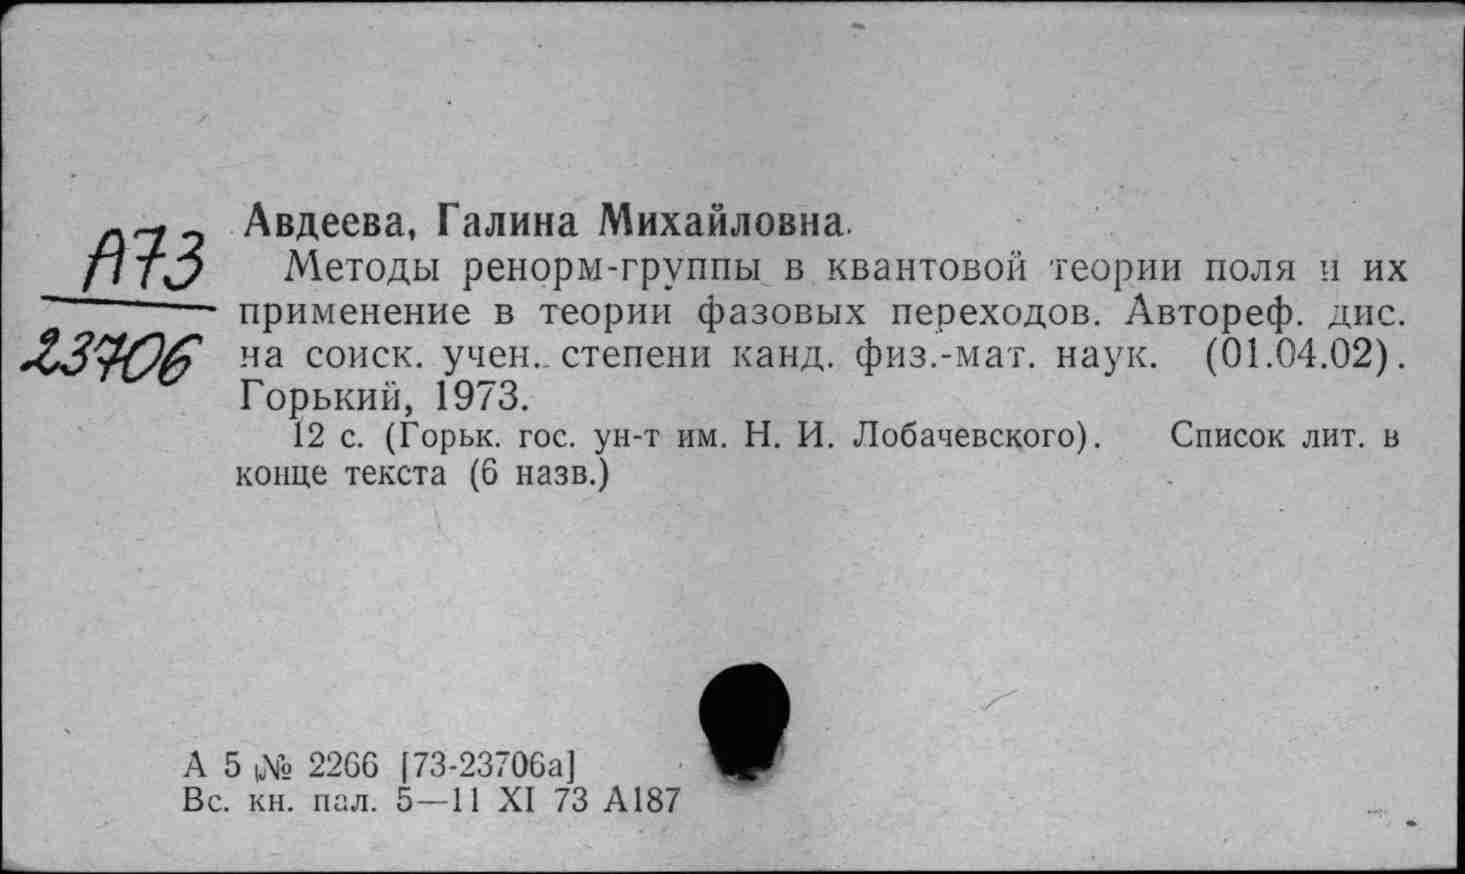 А73
23706
Авдеева, Галина Михайловна.
Методы ренорм-группы в квантовой теории поля и их
применение в теории фазовых переходов. Автореф. дис.
на соиск. учен. степени канд. физ.-мат. наук. (01.04.02).
Горький, 1973.
12 с. (Горьк. гос. ун-т им. Н. И. Лобачевского). Список лит. в
конце текста (6 назв.)
А 5 № 2266 [73-23706а]
Вс. кн. пал. 5—11 XI 73 А187